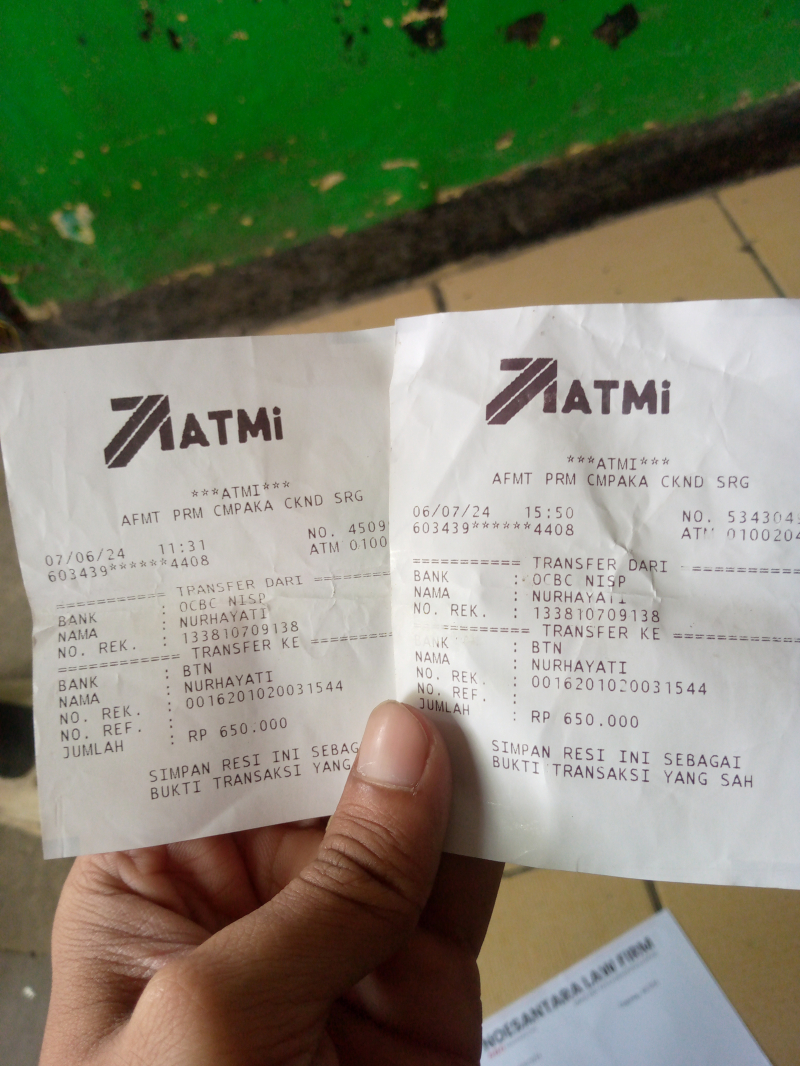 ATMi
***ATMI***
AFMT PRM CMPAKA CKND SRG
07/06/24 11:31 NO. 4509
603439******4408 ATM 0100
=========== TRANSFER DARI =======
BANK : OCBC NISP
NAMA : NURHAYATI
NO. REK. : 133810709138
=========== TRANSFER KE =========
BANK : BTN
NAMA : NURHAYATI
NO. REK. : 0016201020031544
NO. REF. :
JUMLAH : RP 650.000
SIMPAN RESI INI SEBAG
BUKTI TRANSAKSI YANG
ATMi
***ATMI***
AFMT PRM CMPAKA CKND SRG
06/07/24 15:50 NO. 534304
603439******4408 ATM 0100204
=========== TRANSFER DARI ===========
BANK : OCBC NISP
NAMA : NURHAYATI
NO. REK. : 133810709138
=========== TRANSFER KE ============
BANK : BTN
NAMA : NURHAYATI
NO. REK. : 0016201020031544
NO. REF. :
JUMLAH : RP 650.000
SIMPAN RESI INI SEBAGAI
BUKTI TRANSAKSI YANG SAH
NOESANTARA LAW FIRM